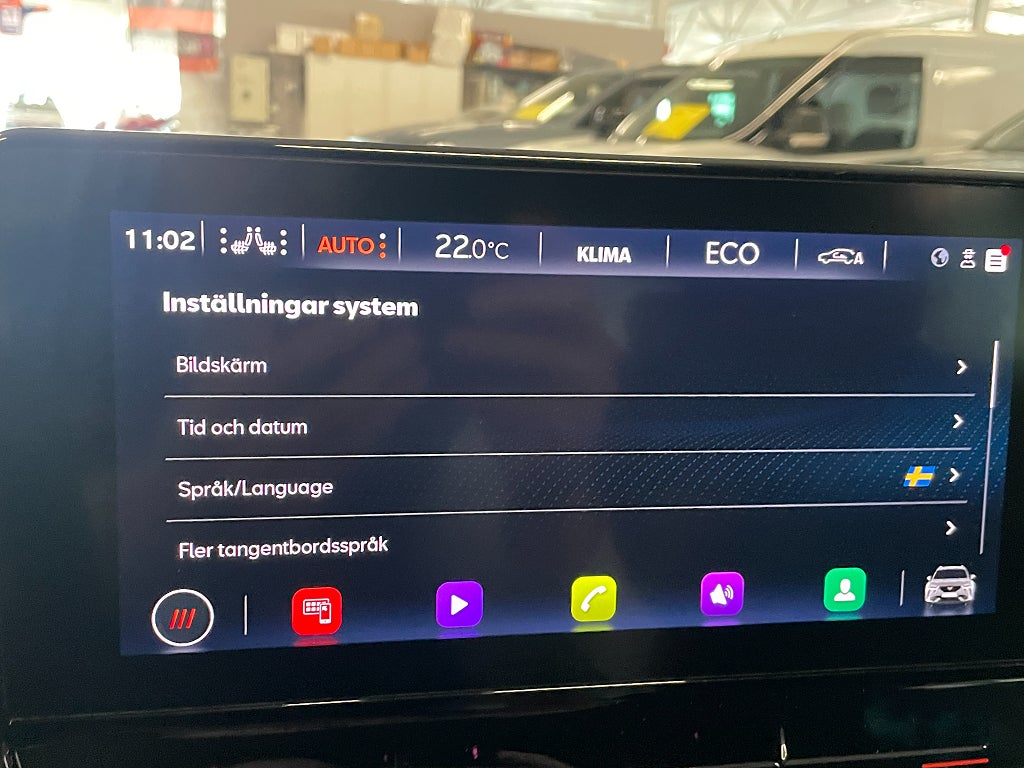 11:02 AUTO 22.0°C KLIMA ECO A
Inställningar system
Bildskärm
Tid och datum
Språk/Language
Fler tangentbordsspråk